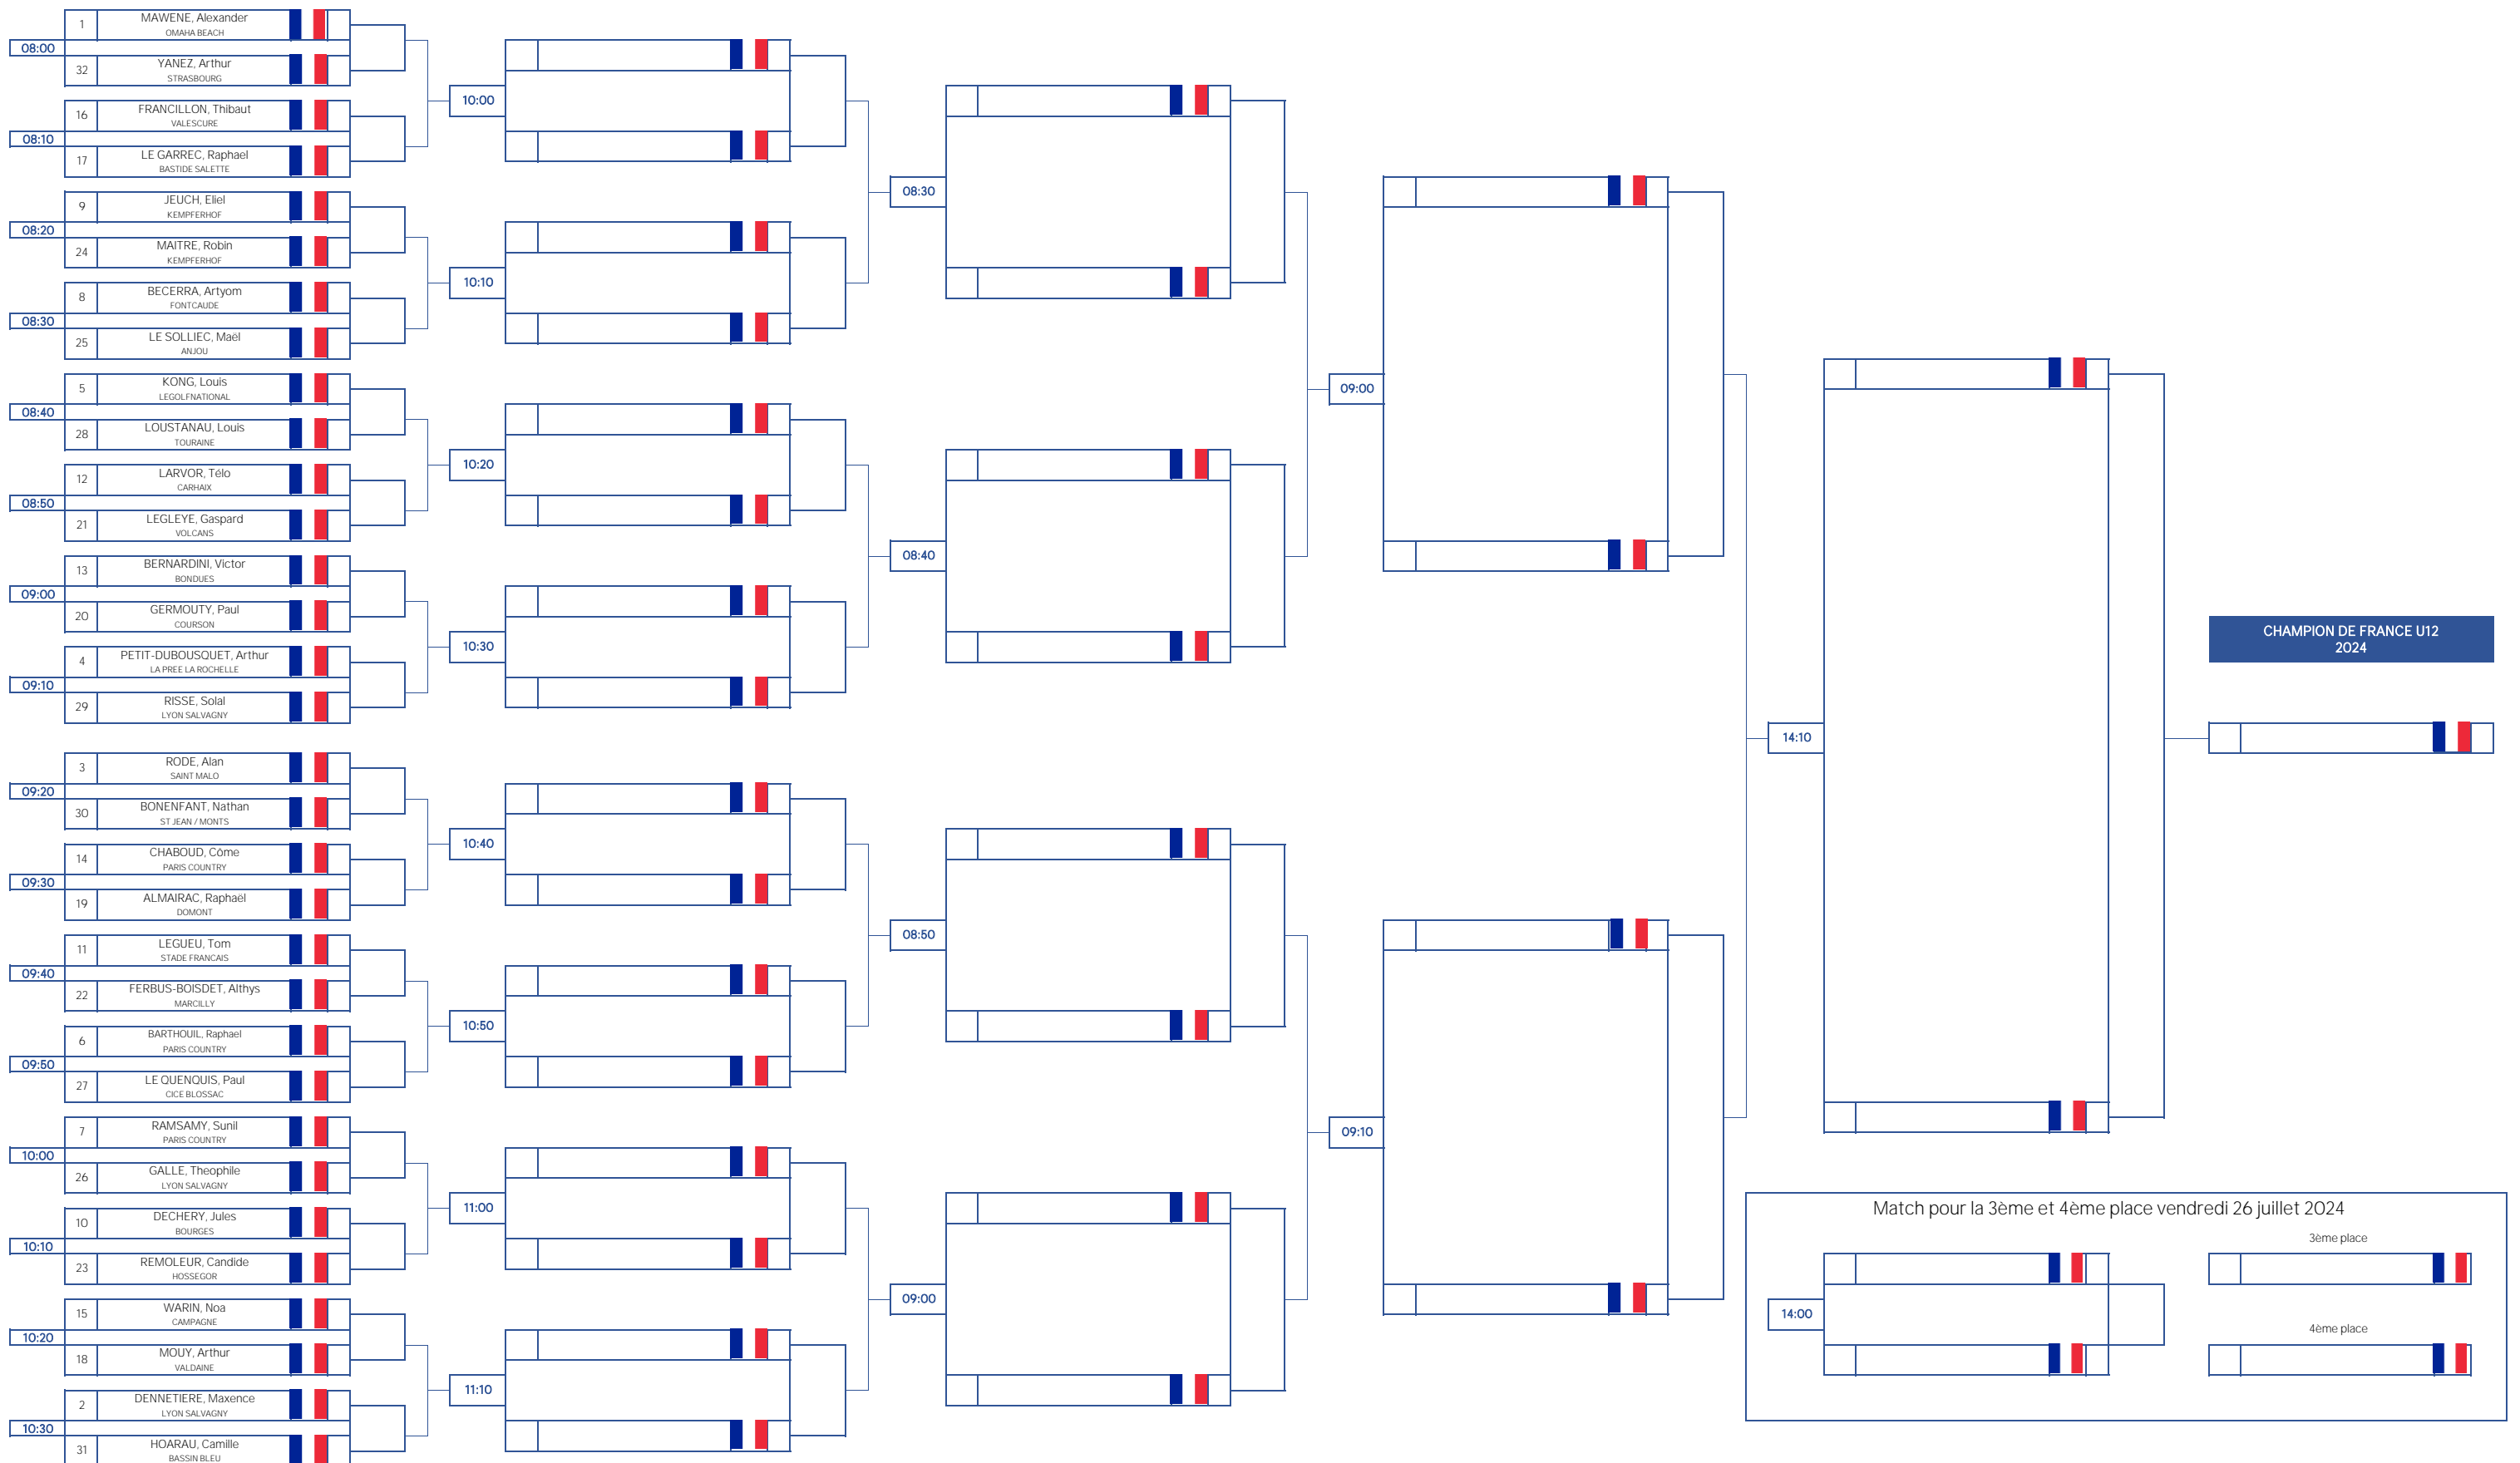 1
MAWENE, Alexander
OMAHA BEACH
08:00
32
YANEZ, Arthur
STRASBOURG
16
FRANCILLON, Thibaut
VALESCURE
08:10
17
LE GARREC, Raphael
BASTIDE SALETTE
9
JEUCH, Eliel
KEMPFERHOF
08:20
24
MAITRE, Robin
KEMPFERHOF
8
BECERRA, Artyom
FONTCAUDE
08:30
25
LE SOLLIEC, Maël
ANJOU
5
KONG, Louis
LEGOLFNATIONAL
08:40
28
LOUSTANAU, Louis
TOURAINE
12
LARVOR, Télo
CARHAIX
08:50
21
LEGLEYE, Gaspard
VOLCANS
13
BERNARDINI, Victor
BONDUES
09:00
20
GERMOUTY, Paul
COURSON
4
PETIT-DUBOUSQUET, Arthur
LA PREE LA ROCHELLE
09:10
29
RISSE, Solal
LYON SALVAGNY
3
RODE, Alan
SAINT MALO
09:20
30
BONENFANT, Nathan
ST JEAN / MONTS
14
CHABOUD, Côme
PARIS COUNTRY
09:30
19
ALMAIRAC, Raphaël
DOMONT
11
LEGUEU, Tom
STADE FRANCAIS
09:40
22
FERBUS-BOISDET, Althys
MARCILLY
6
BARTHOUIL, Raphael
PARIS COUNTRY
09:50
27
LE QUENQUIS, Paul
CICE BLOSSAC
7
RAMSAMY, Sunil
PARIS COUNTRY
10:00
26
GALLE, Theophile
LYON SALVAGNY
10
DECHERY, Jules
BOURGES
10:10
23
REMOLEUR, Candide
HOSSEGOR
15
WARIN, Noa
CAMPAGNE
10:20
18
MOUY, Arthur
VALDAINE
2
DENNETIERE, Maxence
LYON SALVAGNY
10:30
31
HOARAU, Camille
BASSIN BLEU
10:00
10:10
10:20
10:30
10:40
10:50
11:00
11:10
08:30
08:40
08:50
09:00
09:00
09:10
14:10
CHAMPION DE FRANCE U12
2024
Match pour la 3ème et 4ème place vendredi 26 juillet 2024
3ème place
14:00
4ème place